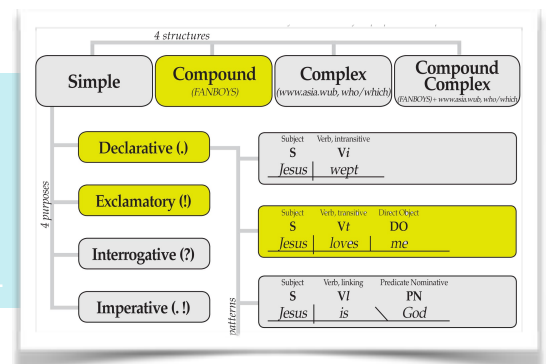 4 structures
Simple
Compound
(FANBOYS)
Complex
(www.asia.wub, who/which)
Compound
Complex
(FANBOYS) + www.asia.wub, who/which)
4 purposes
Declarative (.)
Exclamatory (!)
Interrogative (?)
Imperative (. !)
patterns
Subject Verb, intransitive
S Vi
Jesus wept
Subject Verb, transitive Direct Object
S Vt DO
Jesus loves me
Subject Verb, linking Predicate Nominative
S Vl PN
Jesus is \ God